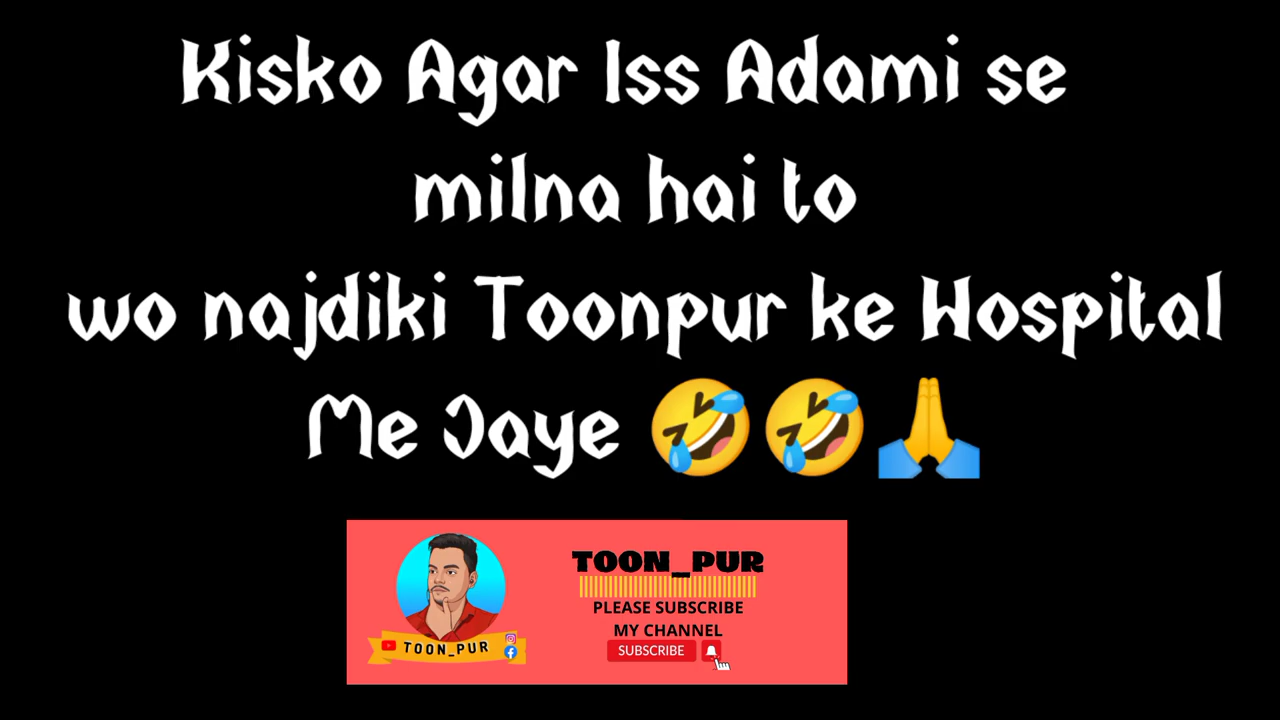 Kisko Agar Iss Adami se
milna hai to
wo najdiki Toonpur ke Hospital
Me Jaye 🤣🤣🙏
TOON_PUR
TOON_PUR
PLEASE SUBSCRIBE
MY CHANNEL
SUBSCRIBE